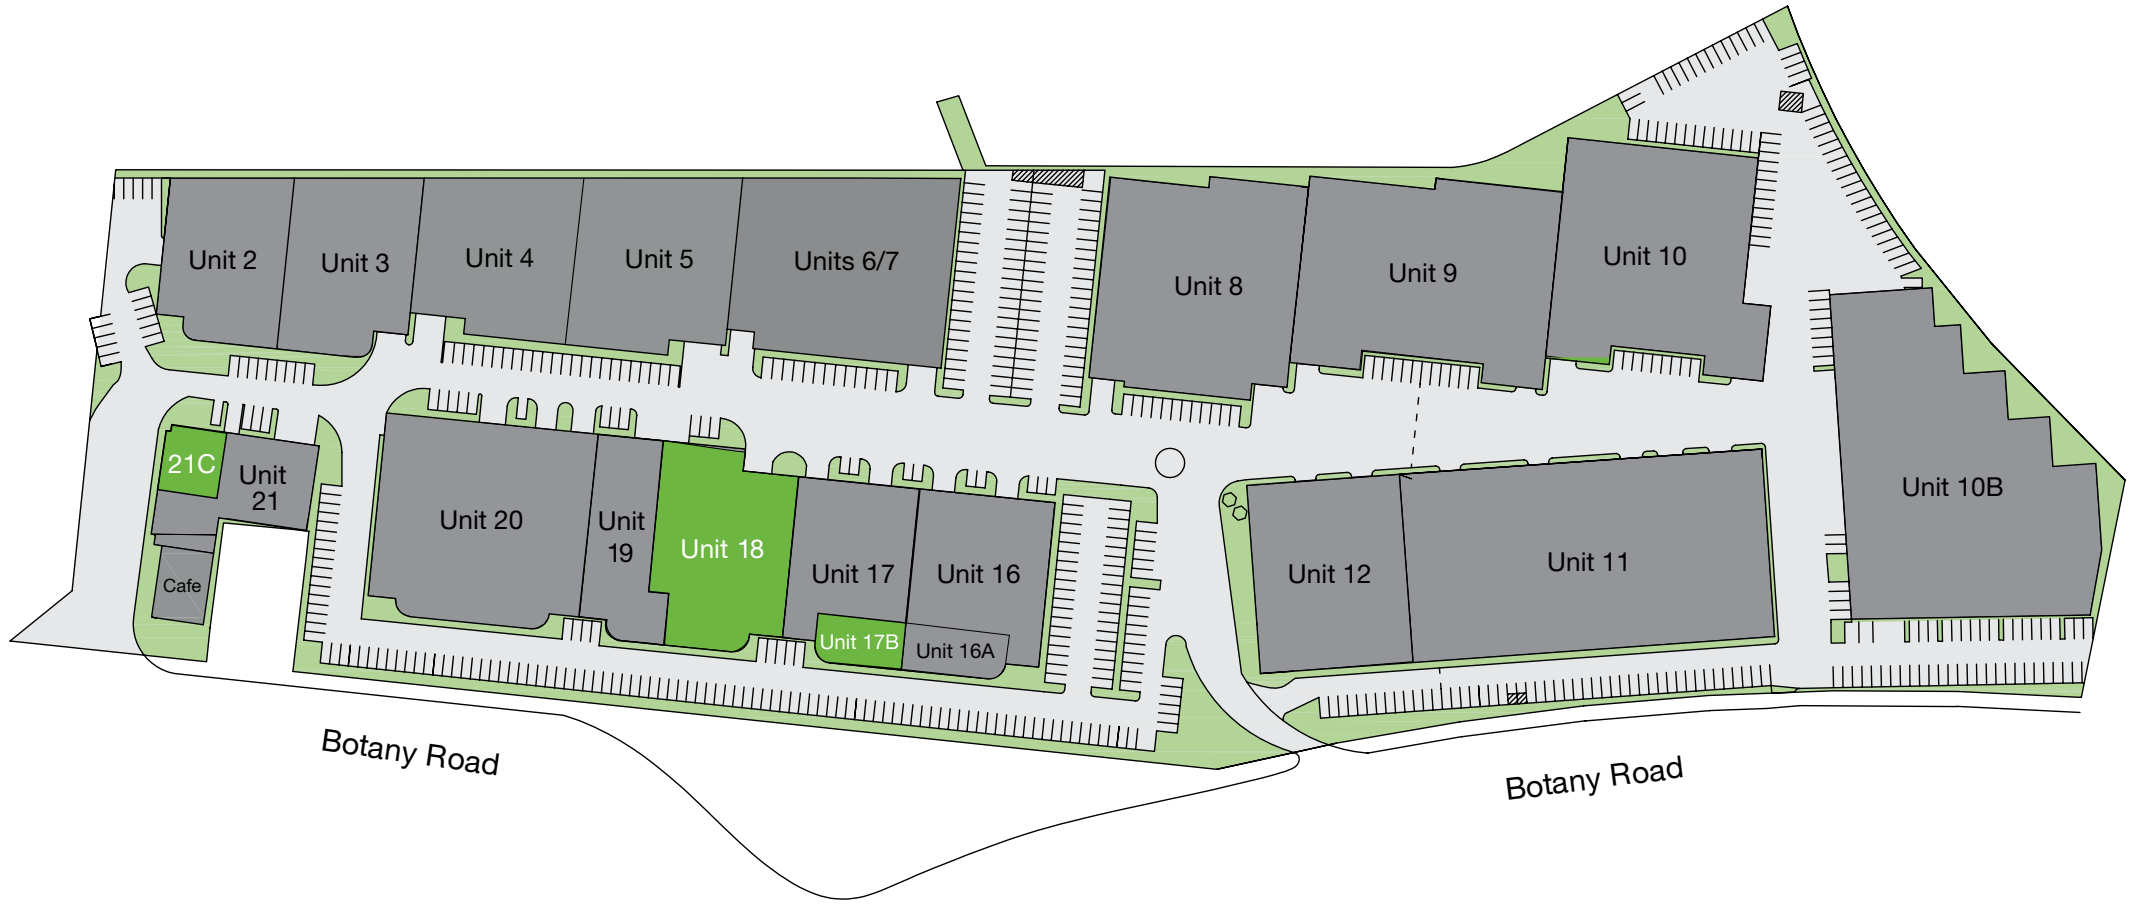 Unit 2
Unit 3
Unit 4
Unit 5
Units 6/7
Unit 8
Unit 9
Unit 10
21C
Unit
21
Cafe
Unit 20
Unit
19
Unit 18
Unit 17
Unit 16
Unit 17B
Unit 16A
Unit 12
Unit 11
Unit 10B
Botany Road
Botany Road